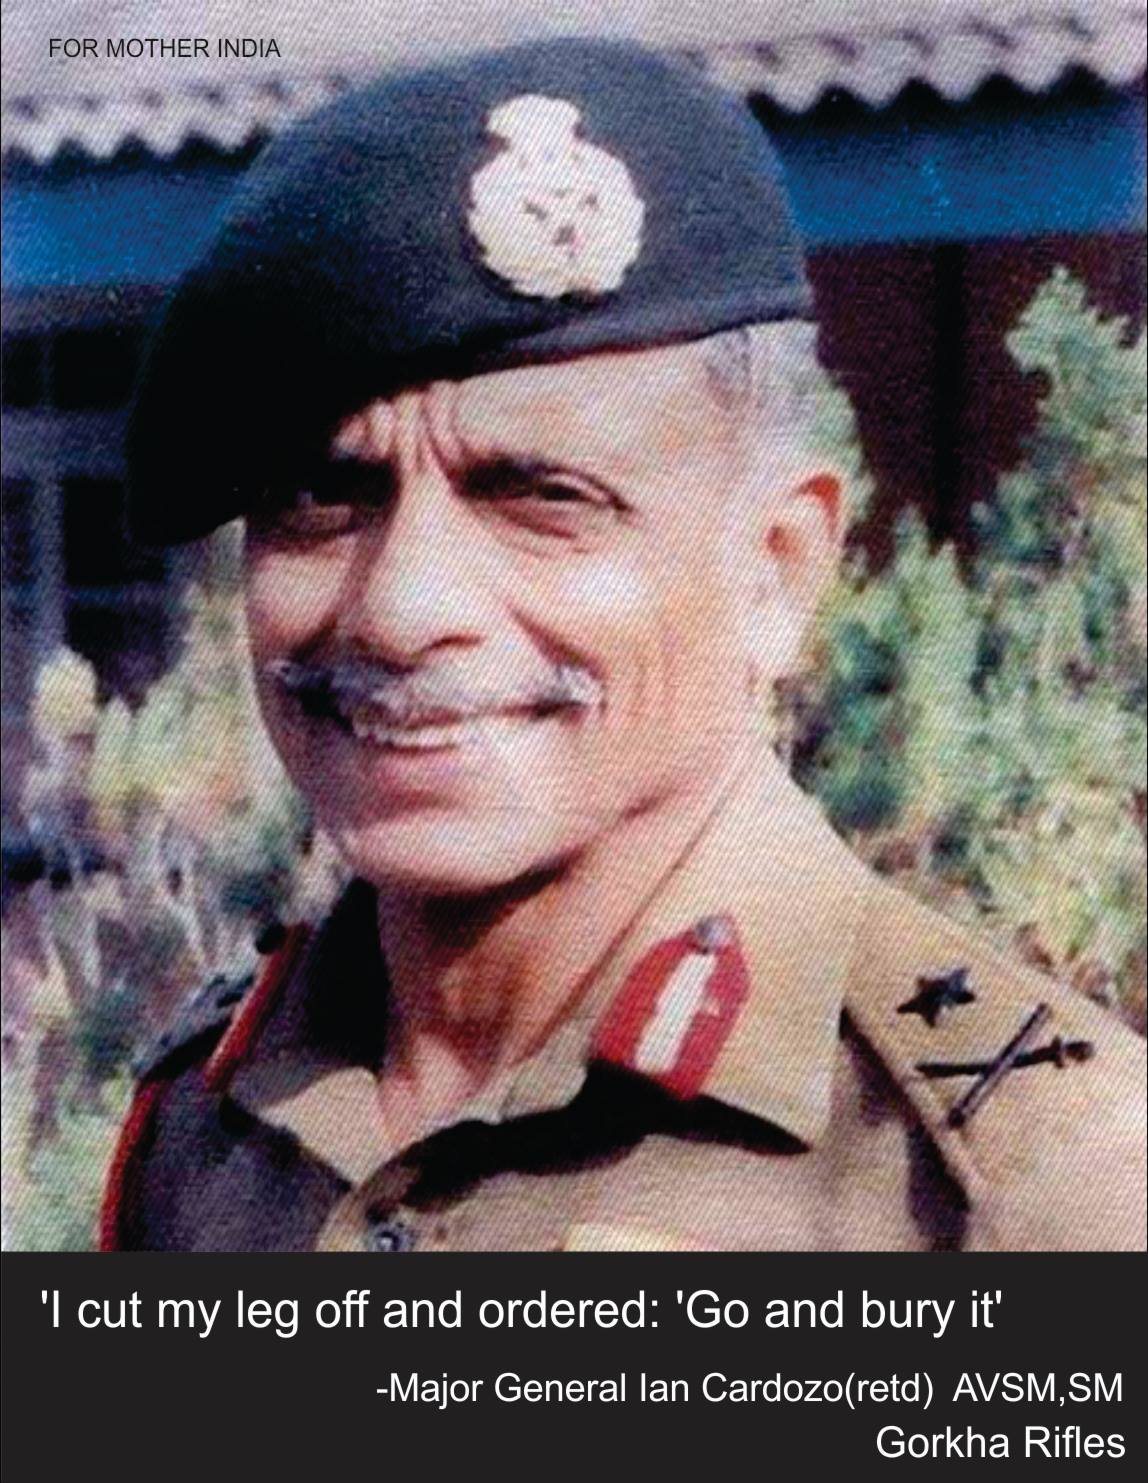 FOR MOTHER INDIA
'I cut my leg off and ordered: 'Go and bury it'
-Major General Ian Cardozo(retd) AVSM,SM
Gorkha Rifles